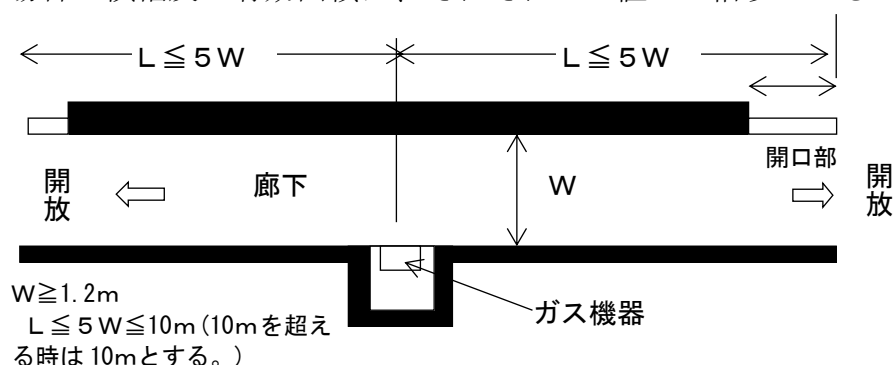 L≦5W
L≦5W
開口部
開放
廊下
W
開放
W≧1.2m
L≦5W≦10m(10mを超え
る時は10mとする。)
ガス機器